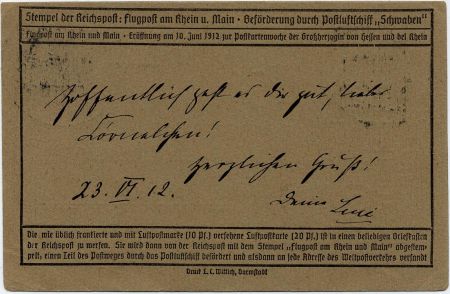 Stempel der Reichspost: Flugpost am Rhein u. Main - Beförderung durch Postluftschiff „Schwaben"
Flugpost am Rhein und Main - Eröffnung am 10. Juni 1912 zur Postkartenwoche der Großherzogin von Hessen und bei Rhein
Hoffentlich geht es dir gut, liebes
herzlichen Gruß!
23. VI. 12. Deine
Die wie üblich frankierte und mit Luftpostmarke (10 Pf.) versehene Luftpostkarte (20 Pf.) ist in einen beliebigen Briefkasten
der Reichspost zu werfen. Sie wird dann von der Reichspost mit dem Stempel „Flugpost am Rhein und Main" abgestem-
pelt, einen Teil des Postweges durch das Postluftschiff befördert und alsdann an jede Adresse des Weltpostverkehrs versandt
Druck L. C. Wittich, Darmstadt